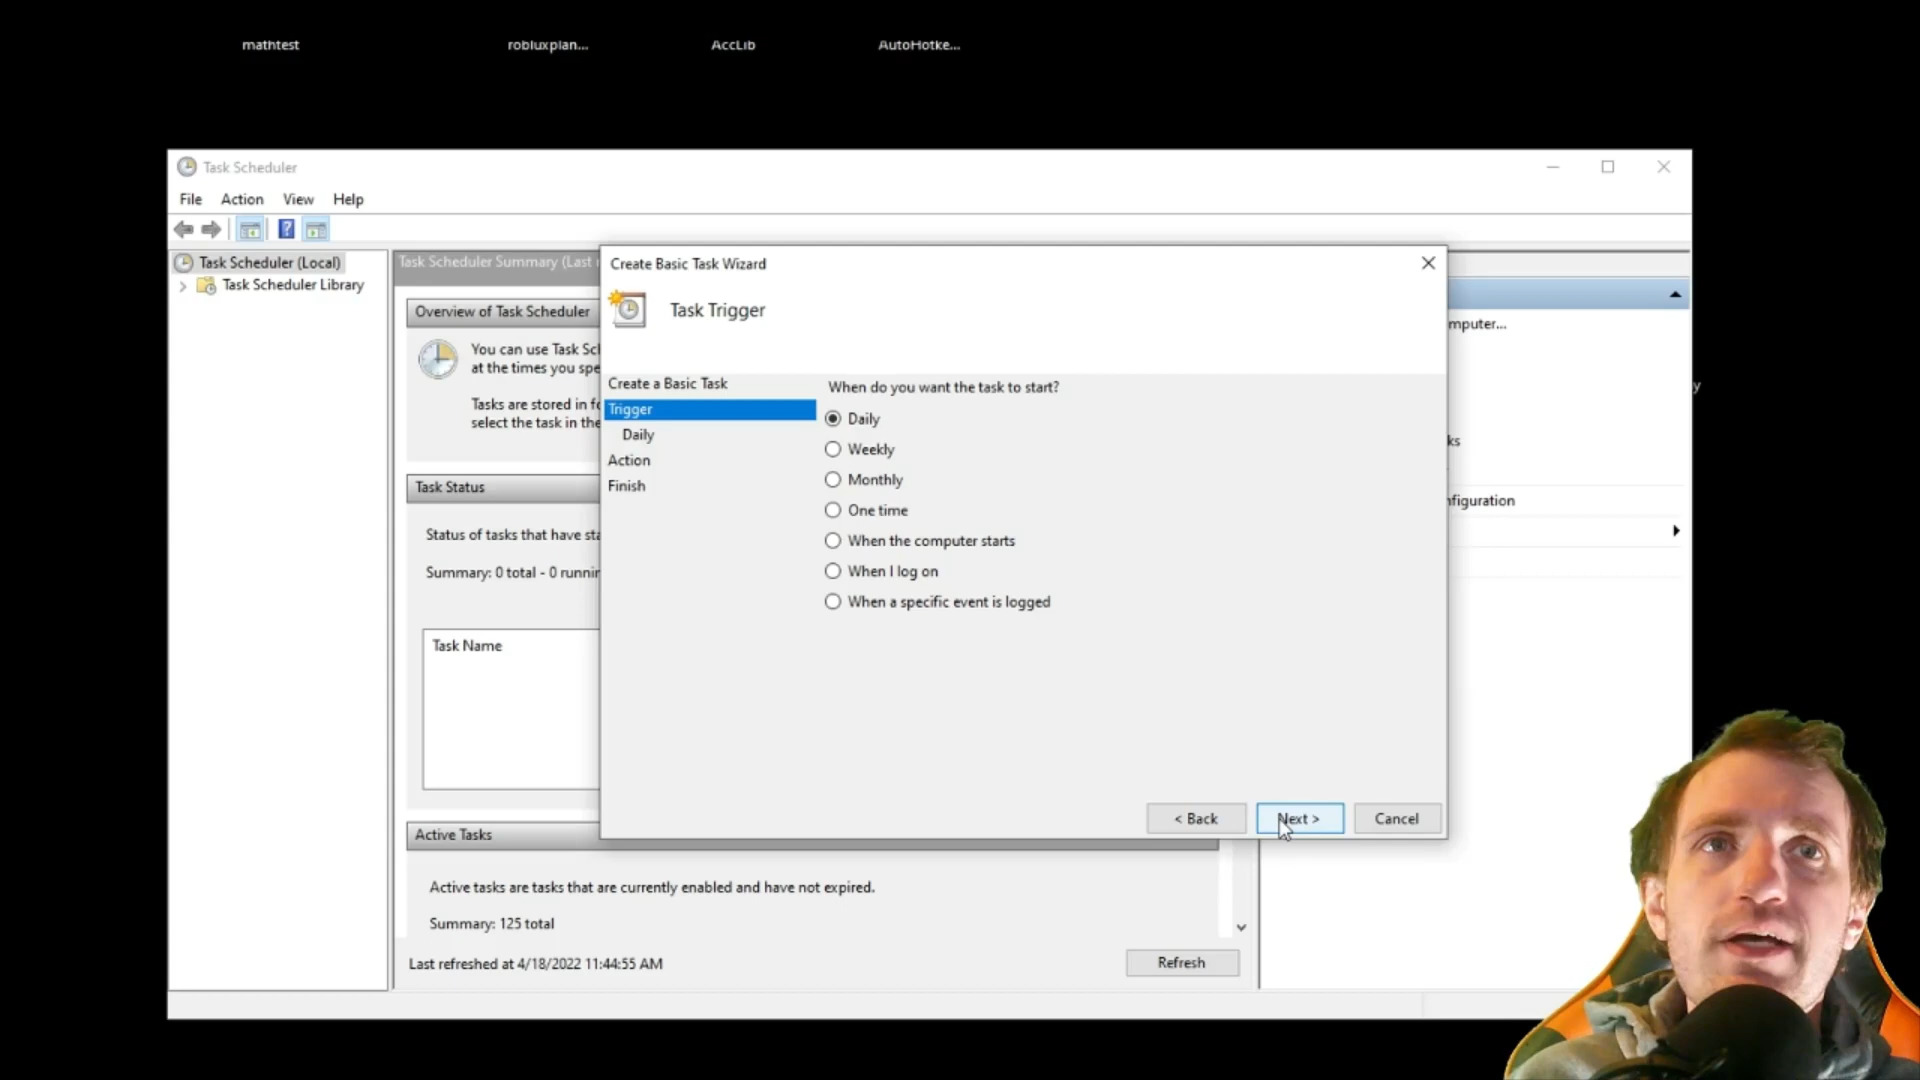 mathtest
robluxplan...
AccLib
AutoHotke...
Task Scheduler
File Action View Help
Task Scheduler (Local)
Task Scheduler Library
Task Scheduler Summary (Last
Overview of Task Scheduler
You can use Task Scl
at the times you spe
Tasks are stored in fo
select the task in the
Task Status
Status of tasks that have sta
Summary: 0 total - 0 runnin
Task Name
Active Tasks
Active tasks are tasks that are currently enabled and have not expired.
Summary: 125 total
Last refreshed at 4/18/2022 11:44:55 AM
Refresh
Create Basic Task Wizard
Task Trigger
Create a Basic Task
Trigger
Daily
Action
Finish
When do you want the task to start?
Daily
Weekly
Monthly
One time
When the computer starts
When I log on
When a specific event is logged
< Back
Next >
Cancel
mputer...
ks
nfiguration
y